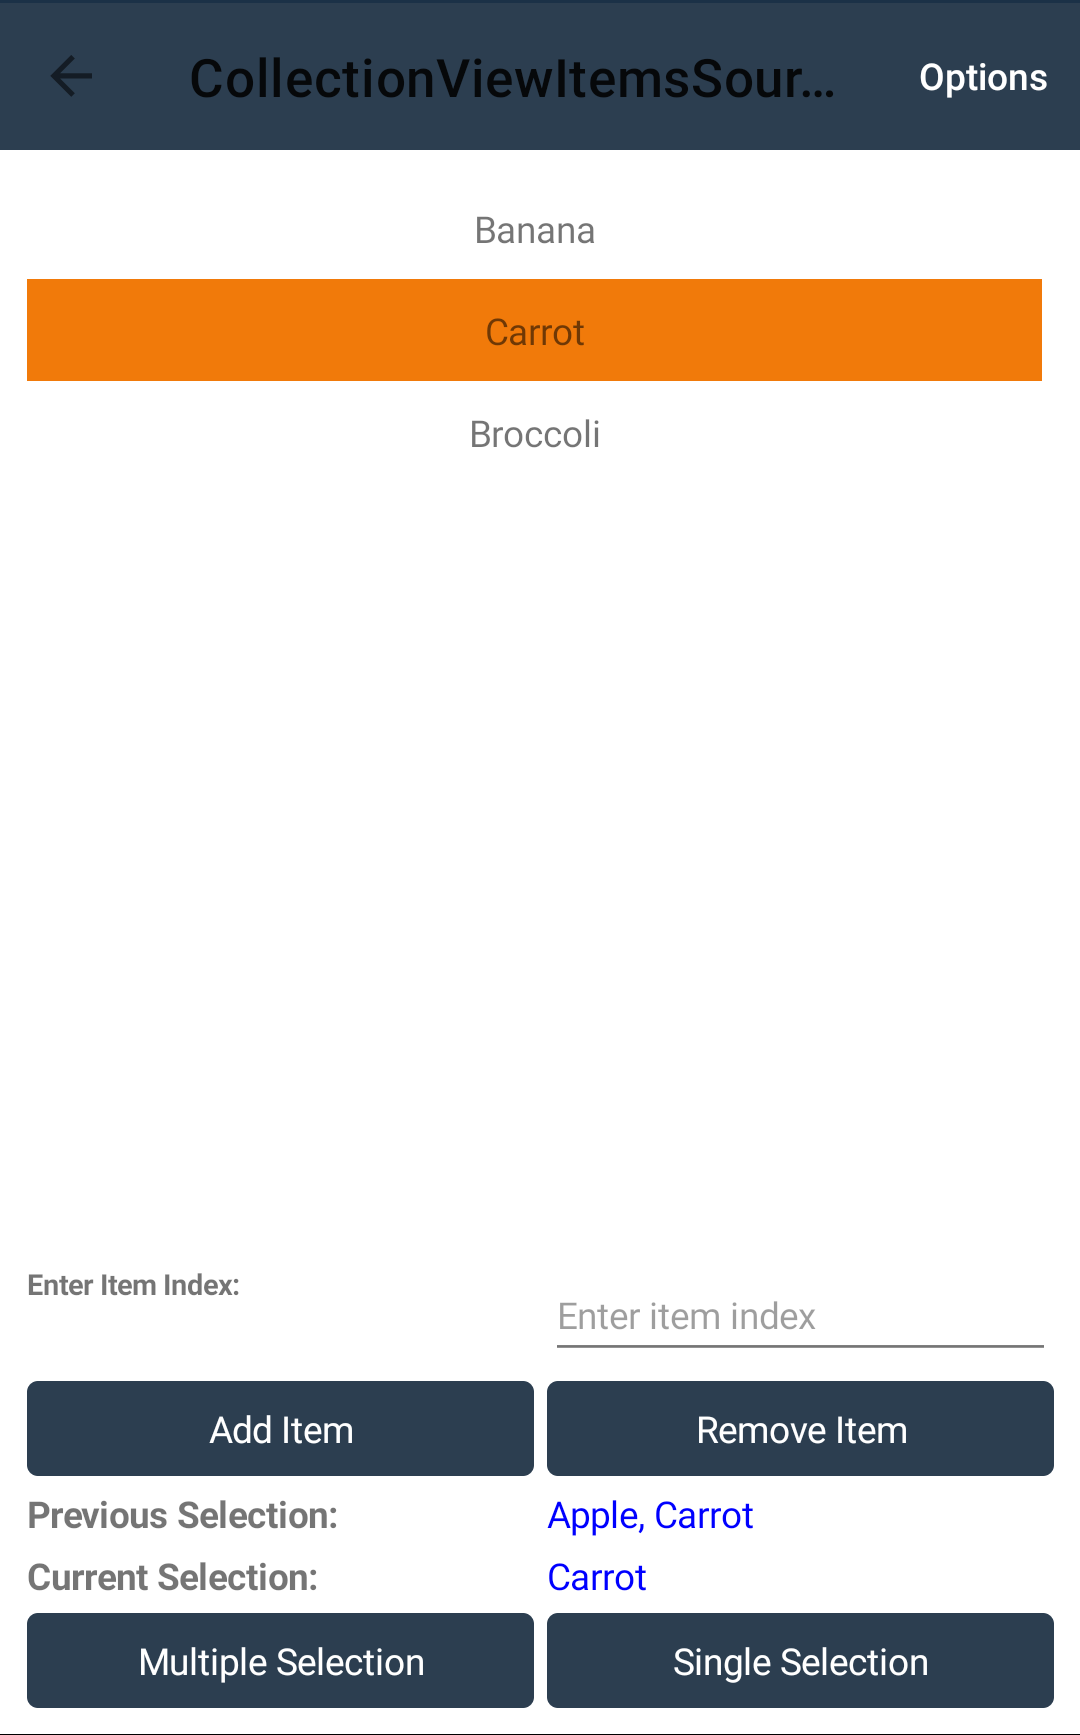 CollectionViewItemsSour...
Options
Banana
Carrot
Broccoli
Enter Item Index:
Enter item index
Add Item
Remove Item
Previous Selection:
Apple, Carrot
Current Selection:
Carrot
Multiple Selection
Single Selection